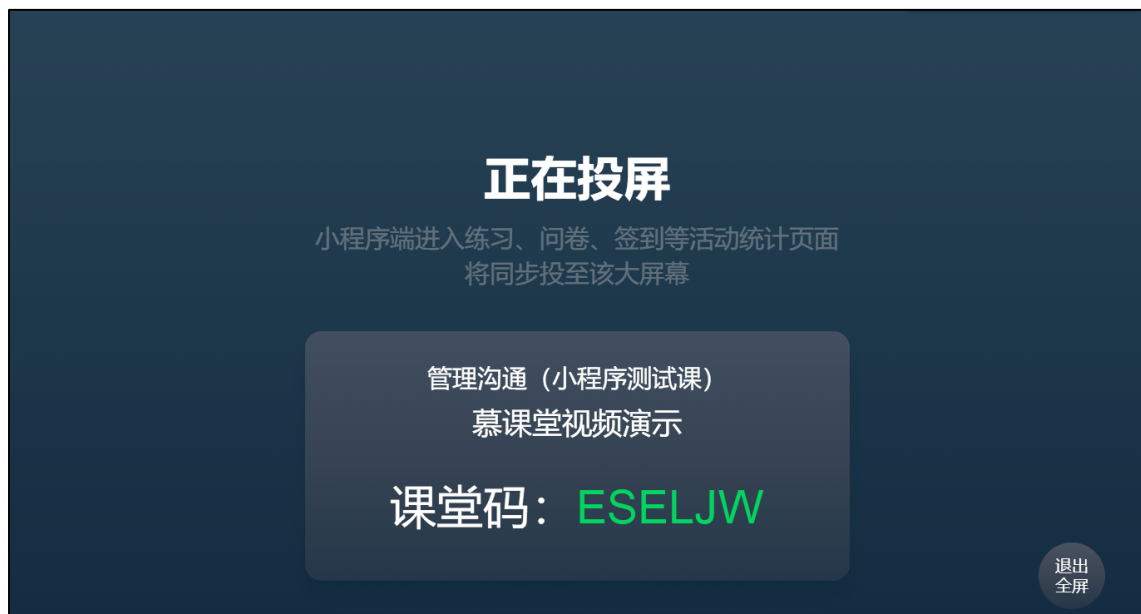 正在投屏
小程序端进入练习、问卷、签到等活动统计页面
将同步投至该大屏幕
管理沟通（小程序测试课）
慕课堂视频演示
课堂码：ESELJW
退出
全屏